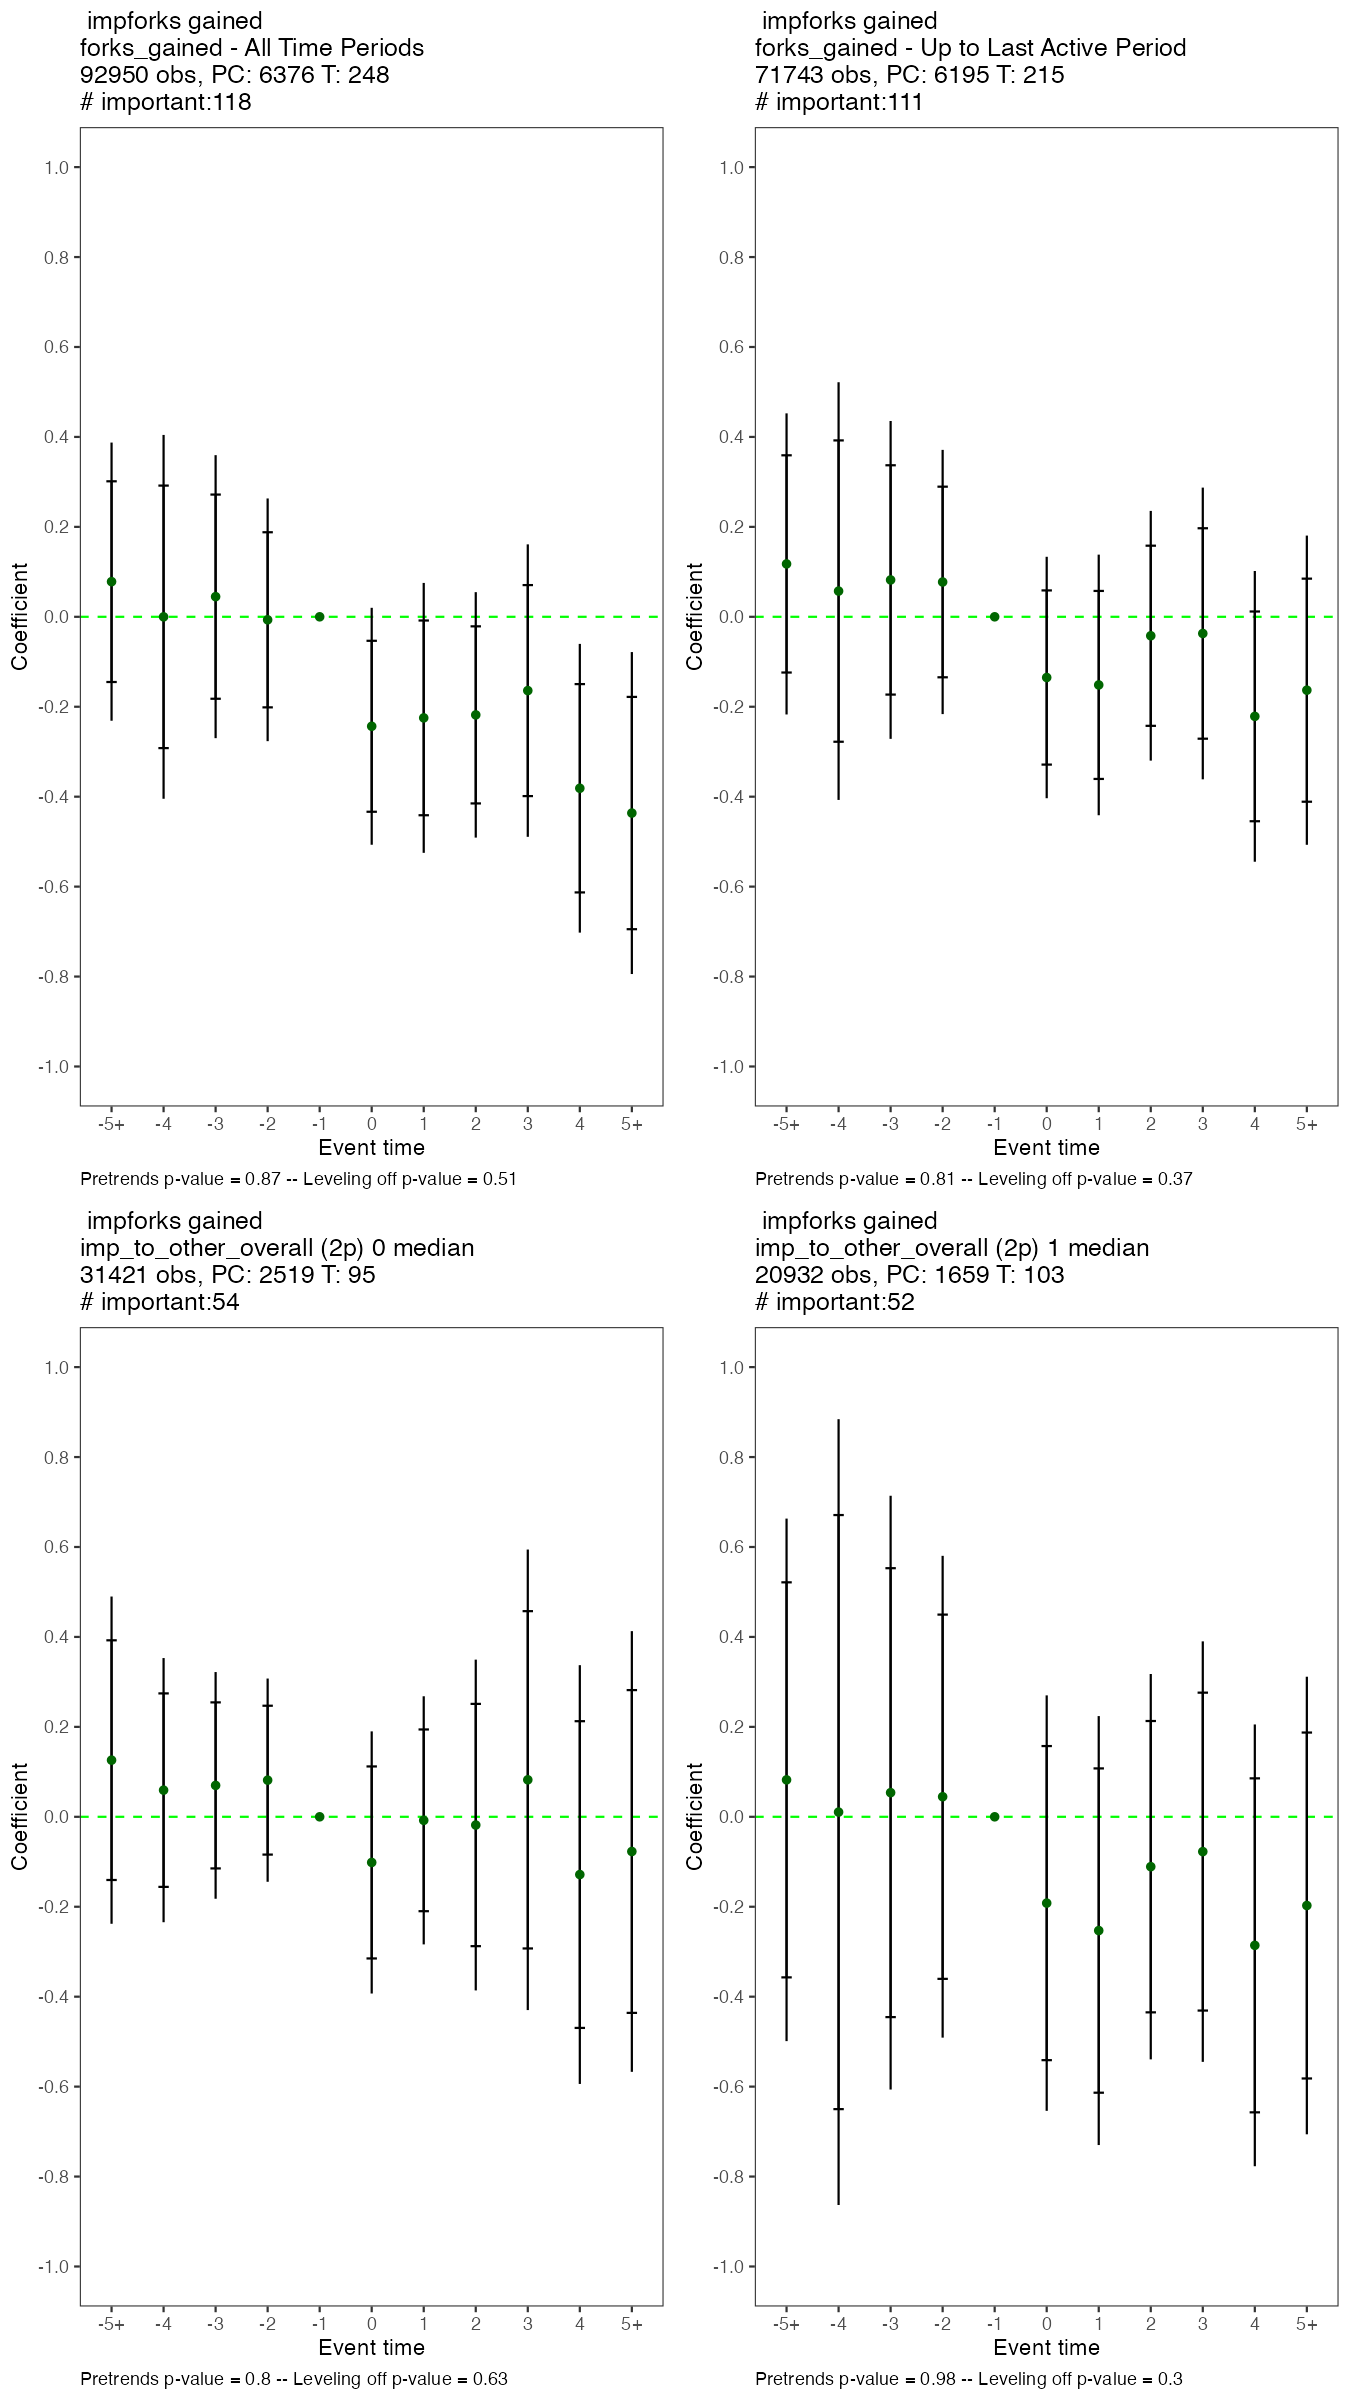 impforks gained
forks_gained - All Time Periods
92950 obs, PC: 6376 T: 248
# important:118
1.0
0.8
0.6
0.4
0.2
0.0
-0.2
-0.4
-0.6
-0.8
-1.0
Coefficient
-5+ -4 -3 -2 -1 0 1 2 3 4 5+
Event time
Pretrends p-value = 0.87 -- Leveling off p-value = 0.51
impforks gained
forks_gained - Up to Last Active Period
71743 obs, PC: 6195 T: 215
# important:111
1.0
0.8
0.6
0.4
0.2
0.0
-0.2
-0.4
-0.6
-0.8
-1.0
Coefficient
-5+ -4 -3 -2 -1 0 1 2 3 4 5+
Event time
Pretrends p-value = 0.81 -- Leveling off p-value = 0.37
impforks gained
imp_to_other_overall (2p) 0 median
31421 obs, PC: 2519 T: 95
# important:54
1.0
0.8
0.6
0.4
0.2
0.0
-0.2
-0.4
-0.6
-0.8
-1.0
Coefficient
-5+ -4 -3 -2 -1 0 1 2 3 4 5+
Event time
Pretrends p-value = 0.8 -- Leveling off p-value = 0.63
impforks gained
imp_to_other_overall (2p) 1 median
20932 obs, PC: 1659 T: 103
# important:52
1.0
0.8
0.6
0.4
0.2
0.0
-0.2
-0.4
-0.6
-0.8
-1.0
Coefficient
-5+ -4 -3 -2 -1 0 1 2 3 4 5+
Event time
Pretrends p-value = 0.98 -- Leveling off p-value = 0.3